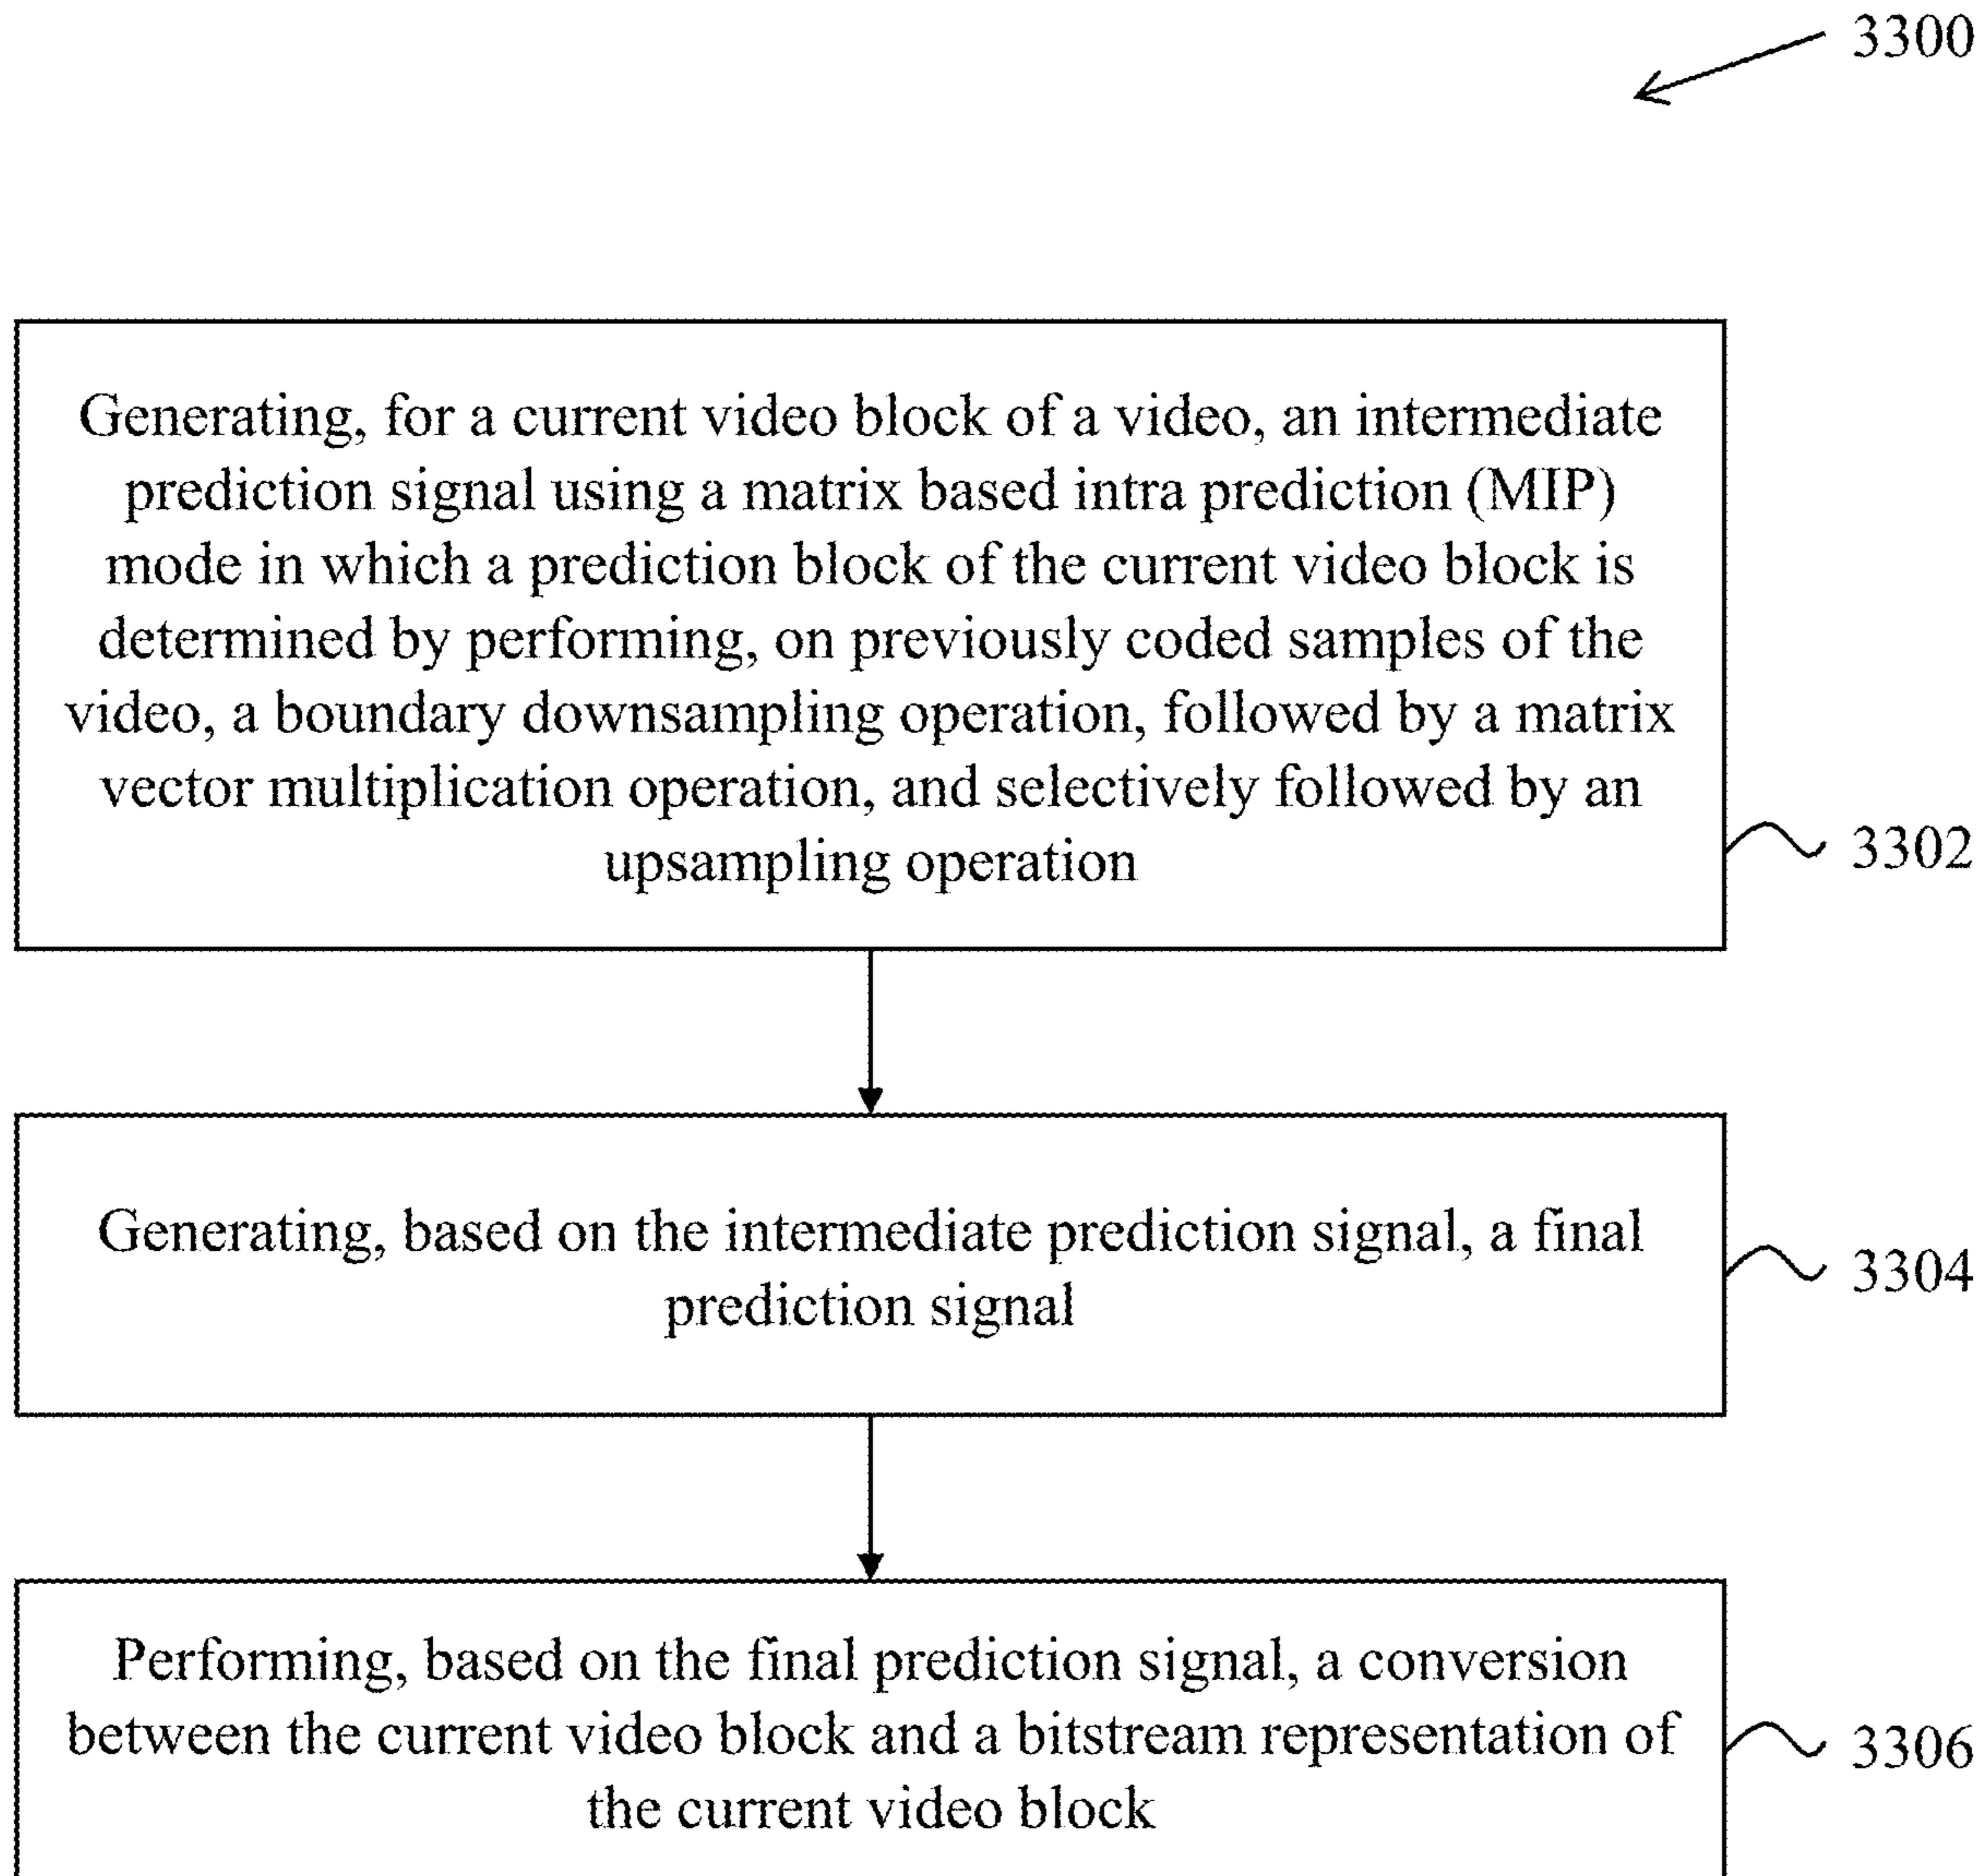 3300
Generating, for a current video block of a video, an intermediate
prediction signal using a matrix based intra prediction (MIP)
mode in which a prediction block of the current video block is
determined by performing, on previously coded samples of the
video, a boundary downsampling operation, followed by a matrix
vector multiplication operation, and selectively followed by an
upsampling operation
3302
Generating, based on the intermediate prediction signal, a final
prediction signal
3304
Performing, based on the final prediction signal, a conversion
between the current video block and a bitstream representation of
the current video block
3306